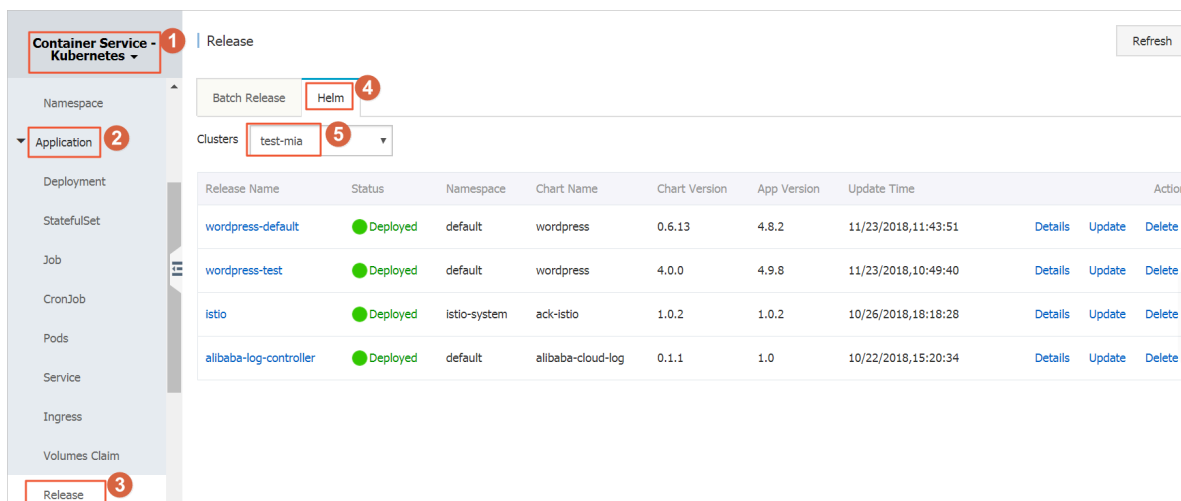 Container Service -
Kubernetes
1
Release
Refresh
Namespace
Batch Release
Helm
4
Application
2
Clusters
test-mia
5
Deployment
Release Name Status Namespace Chart Name Chart Version App Version Update Time Action
StatefulSet
wordpress-default Deployed default wordpress 0.6.13 4.8.2 11/23/2018,11:43:51 Details Update Delete
Job
wordpress-test Deployed default wordpress 4.0.0 4.9.8 11/23/2018,10:49:40 Details Update Delete
CronJob
istio Deployed istio-system ack-istio 1.0.2 1.0.2 10/26/2018,18:18:28 Details Update Delete
Pods
alibaba-log-controller Deployed default alibaba-cloud-log 0.1.1 1.0 10/22/2018,15:20:34 Details Update Delete
Service
Ingress
Volumes Claim
Release
3